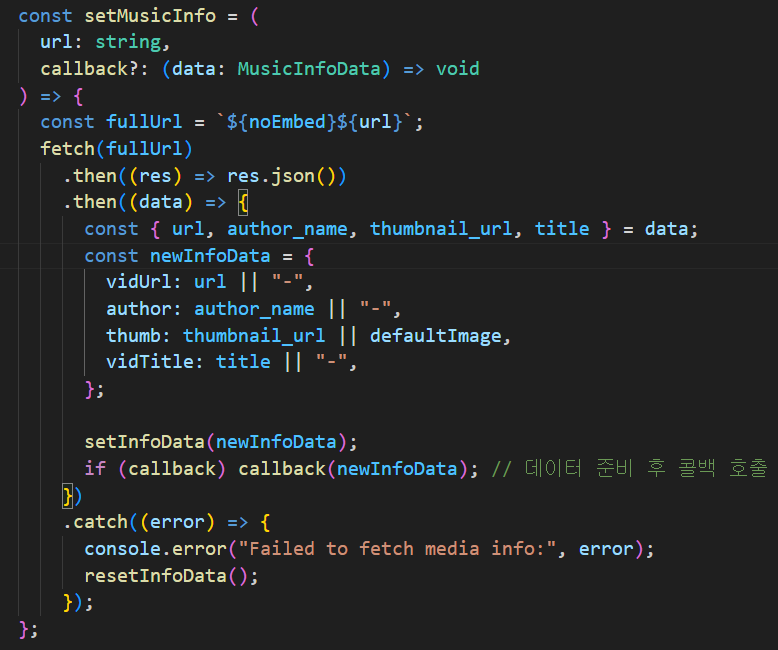 const setMusicInfo = (
  url: string,
  callback?: (data: MusicInfoData) => void
) => {
  const fullUrl = `${noEmbed}${url}`;
  fetch(fullUrl)
    .then((res) => res.json())
    .then((data) => {
      const { url, author_name, thumbnail_url, title } = data;
      const newInfoData = {
        vidUrl: url || "-",
        author: author_name || "-",
        thumb: thumbnail_url || defaultImage,
        vidTitle: title || "-",
      };

      setInfoData(newInfoData);
      if (callback) callback(newInfoData); // 데이터 준비 후 콜백 호출
    })
    .catch((error) => {
      console.error("Failed to fetch media info:", error);
      resetInfoData();
    });
};